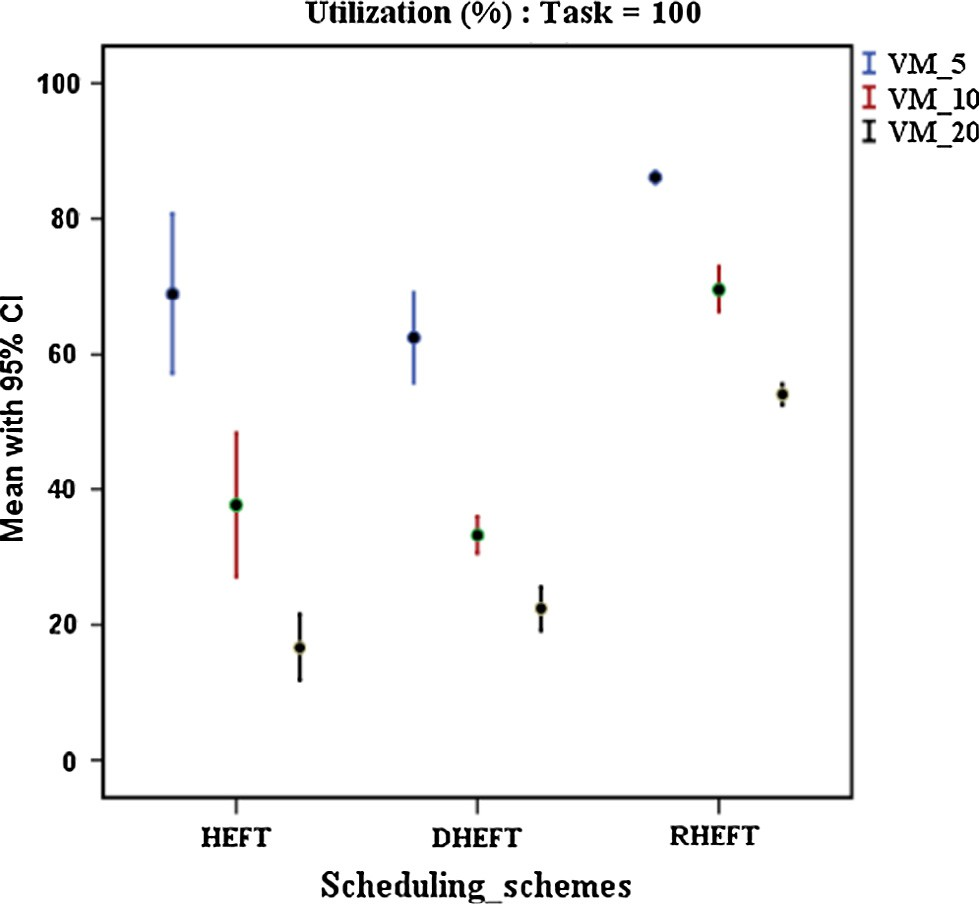 Utilization (%) : Task = 100
VM_5
VM_10
VM_20
Mean with 95% CI
100
80
60
40
20
0
HEFT DHEFT RHEFT
Scheduling_schemes